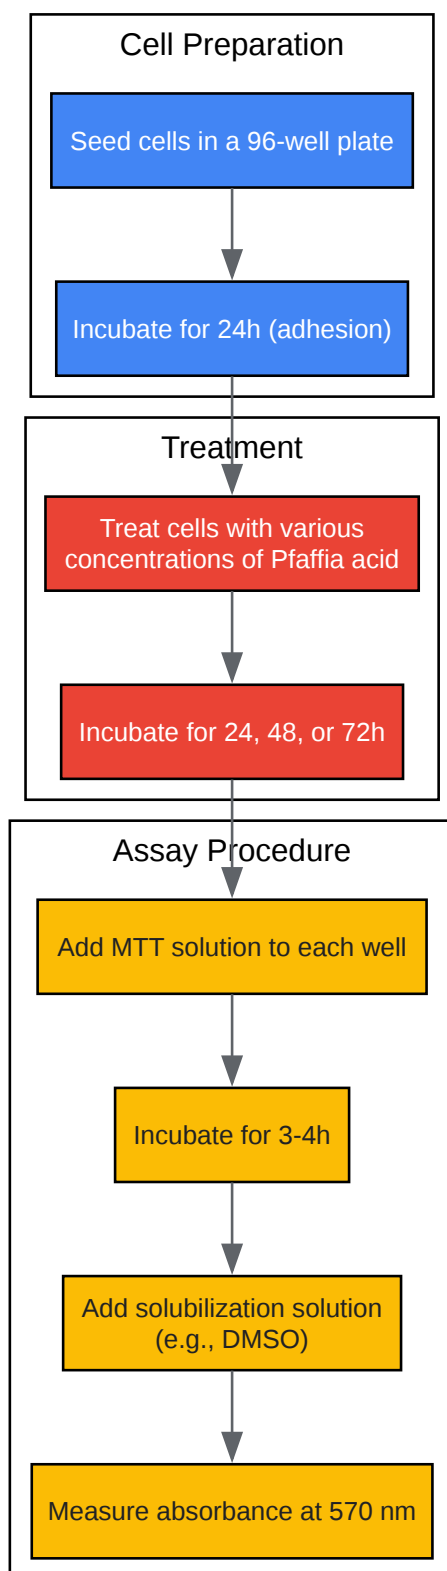 Cell Preparation
Seed cells in a 96-well plate
Incubate for 24h (adhesion)
Treatment
Treat cells with various
concentrations of Pfaffia acid
Incubate for 24, 48, or 72h
Assay Procedure
Add MTT solution to each well
Incubate for 3-4h
Add solubilization solution
(e.g., DMSO)
Measure absorbance at 570 nm